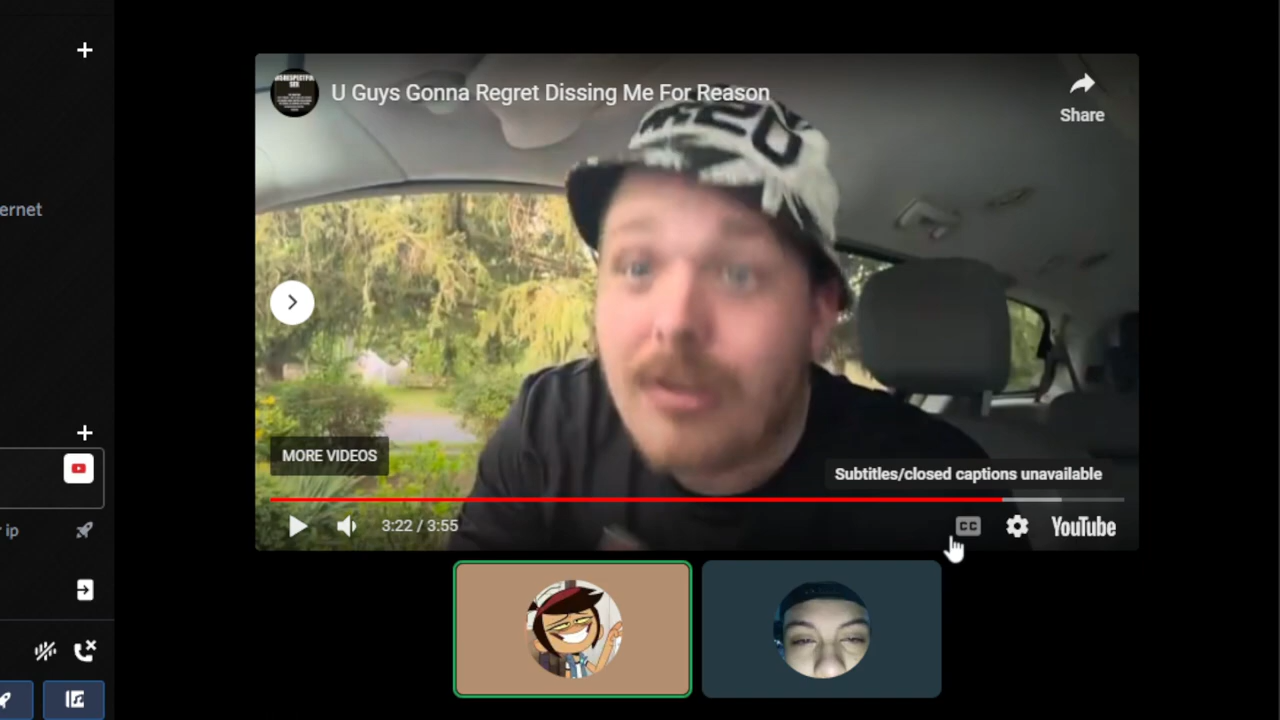 U Guys Gonna Regret Dissing Me For Reason
Share
ernet
MORE VIDEOS
Subtitles/closed captions unavailable
3:22 / 3:55
CC
YouTube
ip